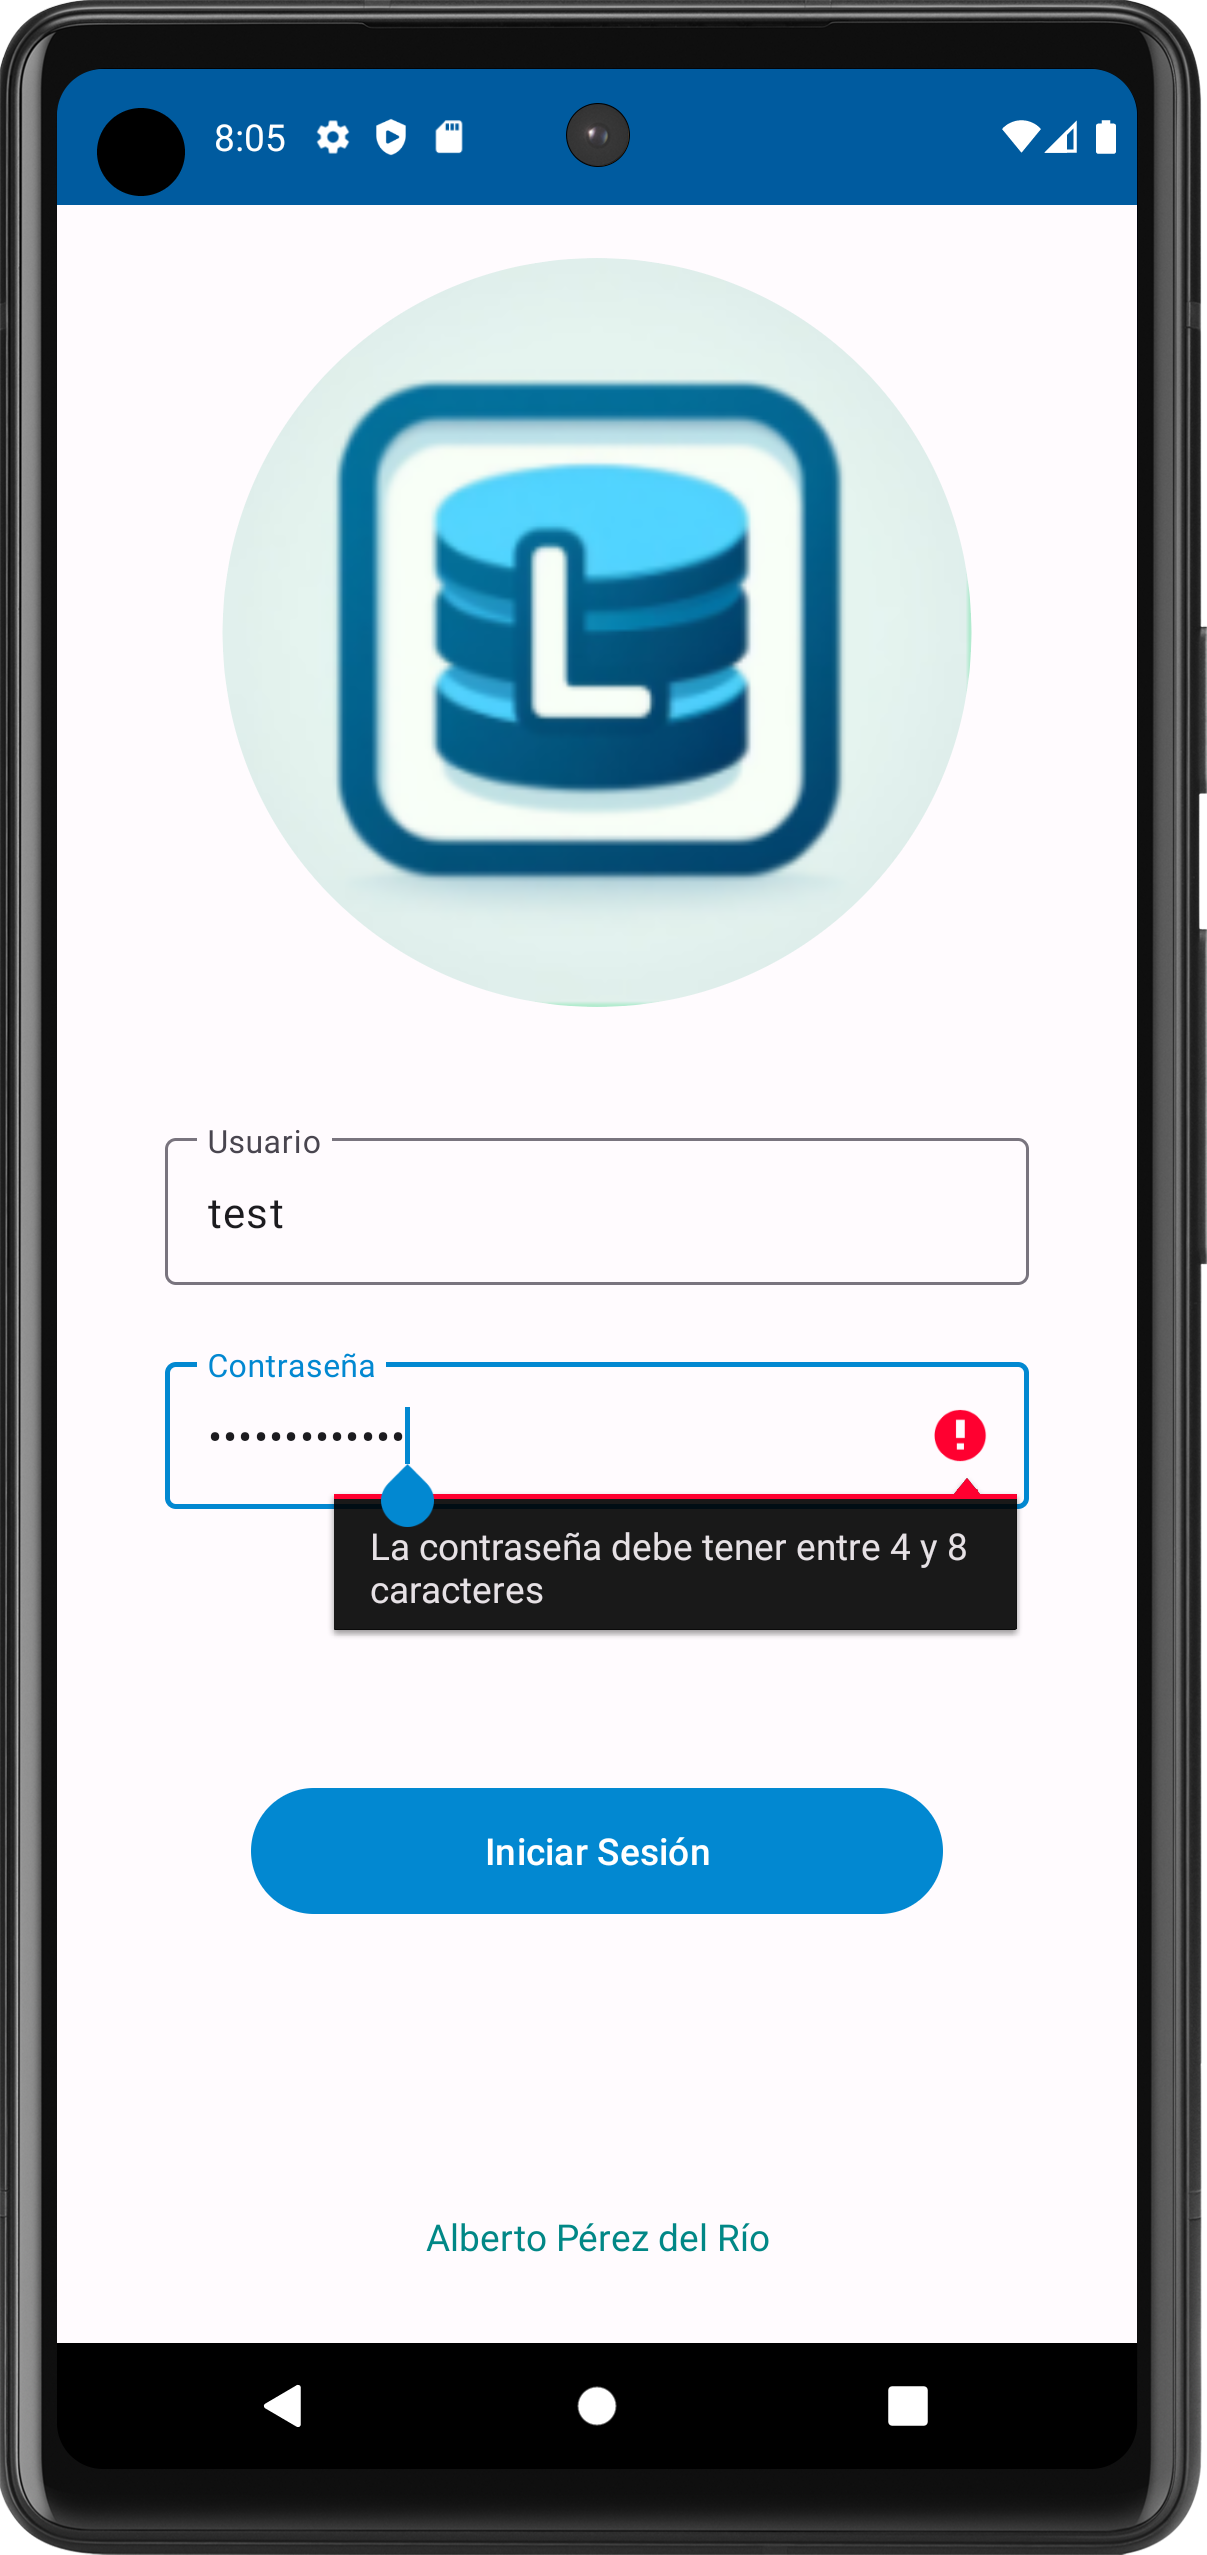 8:05
L
Usuario
test
Contraseña
•••••••••••••
La contraseña debe tener entre 4 y 8
caracteres
Iniciar Sesión
Alberto Pérez del Río